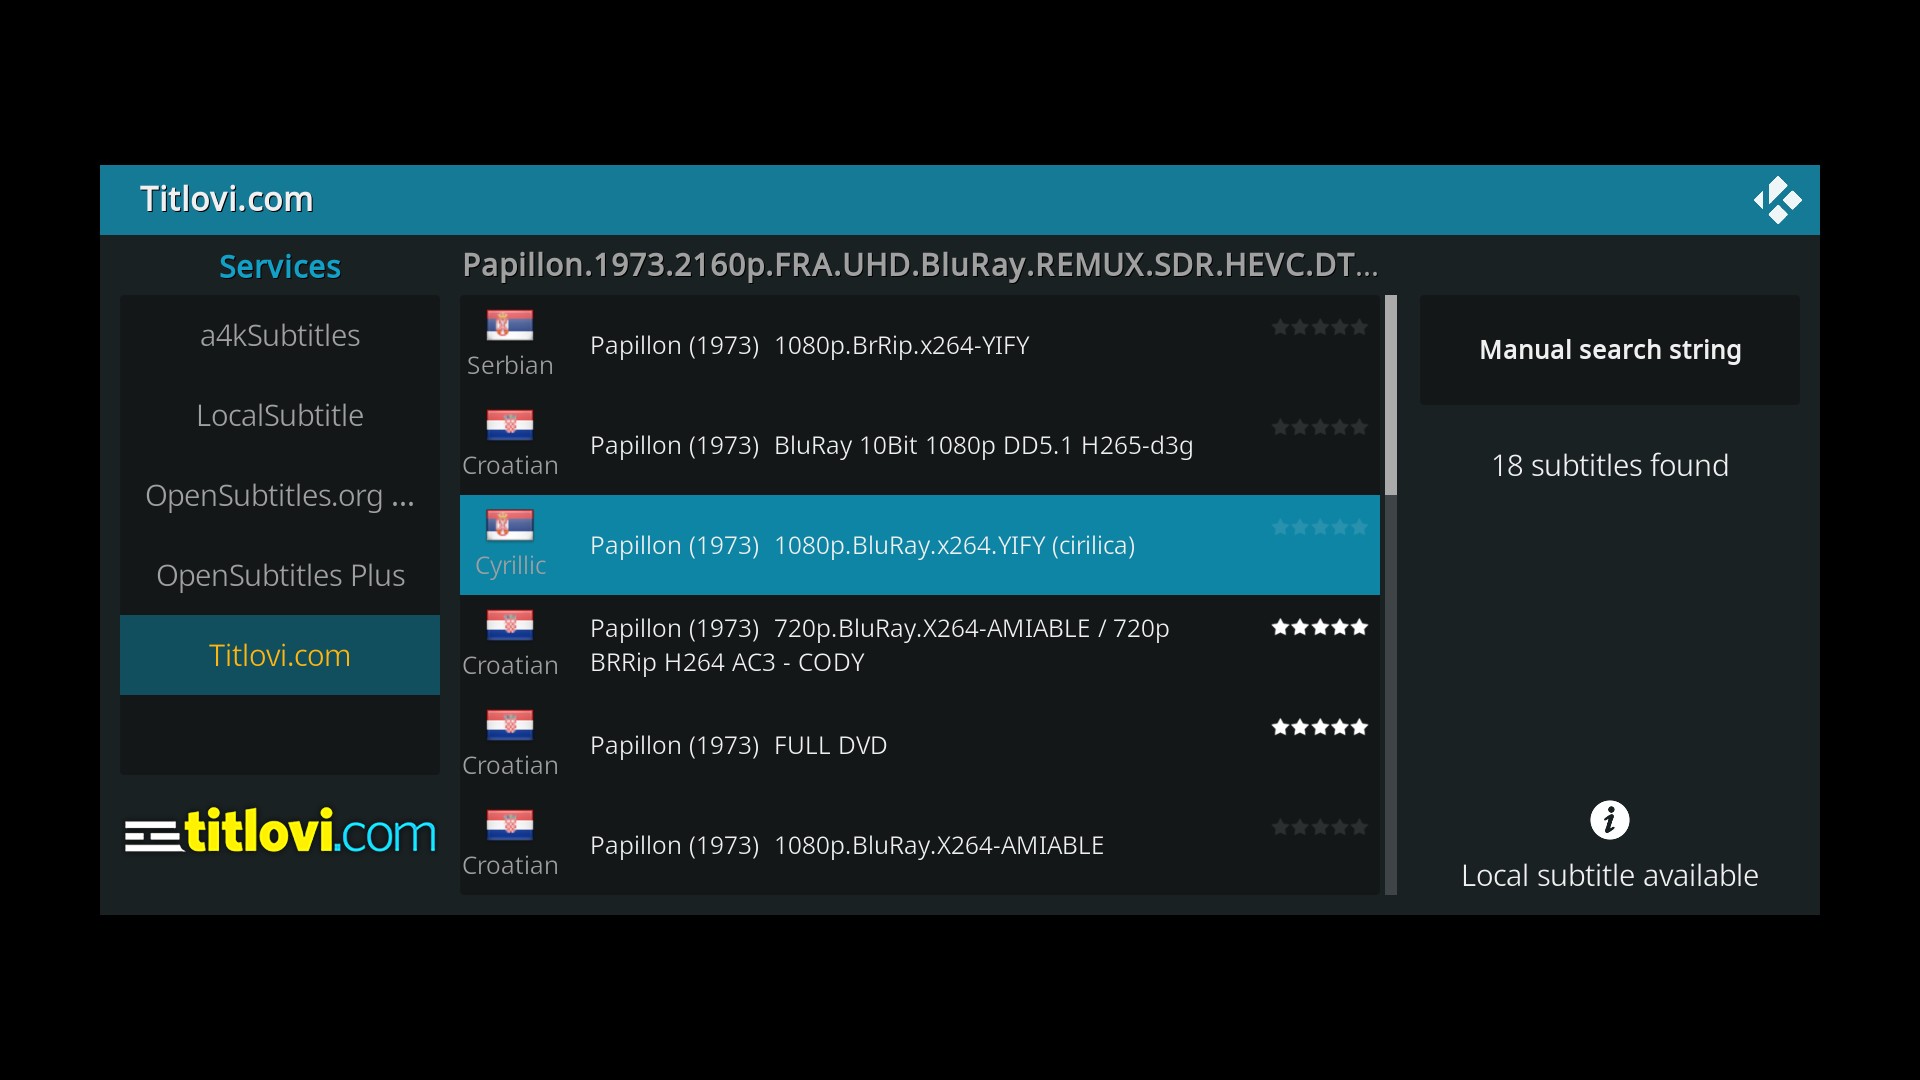 Titlovi.com
Services
a4kSubtitles
LocalSubtitle
OpenSubtitles.org ...
OpenSubtitles Plus
Titlovi.com
titlovi.com
Papillon.1973.2160p.FRA.UHD.BluRay.REMUX.SDR.HEVC.DT...
Serbian
Papillon (1973)  1080p.BrRip.x264-YIFY
Croatian
Papillon (1973)  BluRay 10Bit 1080p DD5.1 H265-d3g
Cyrillic
Papillon (1973)  1080p.BluRay.x264.YIFY (cirilica)
Croatian
Papillon (1973)  720p.BluRay.X264-AMIABLE / 720p
BRRip H264 AC3 - CODY
Croatian
Papillon (1973)  FULL DVD
Croatian
Papillon (1973)  1080p.BluRay.X264-AMIABLE
Manual search string
18 subtitles found
Local subtitle available